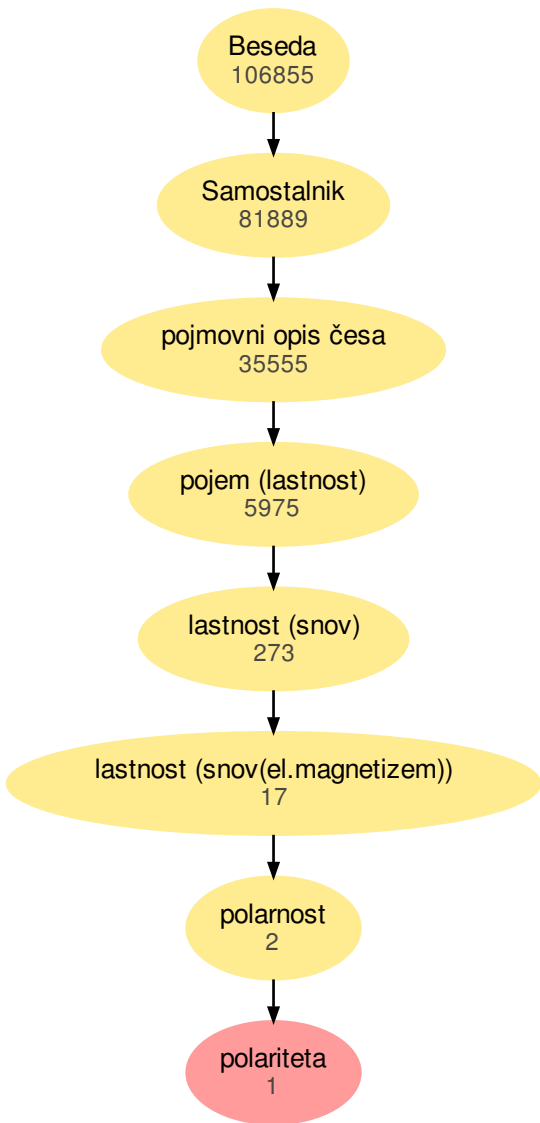 Beseda
106855
Samostalnik
81889
pojmovni opis česa
35555
pojem (lastnost)
5975
lastnost (snov)
273
lastnost (snov(el.magnetizem))
17
polarnost
2
polariteta
1